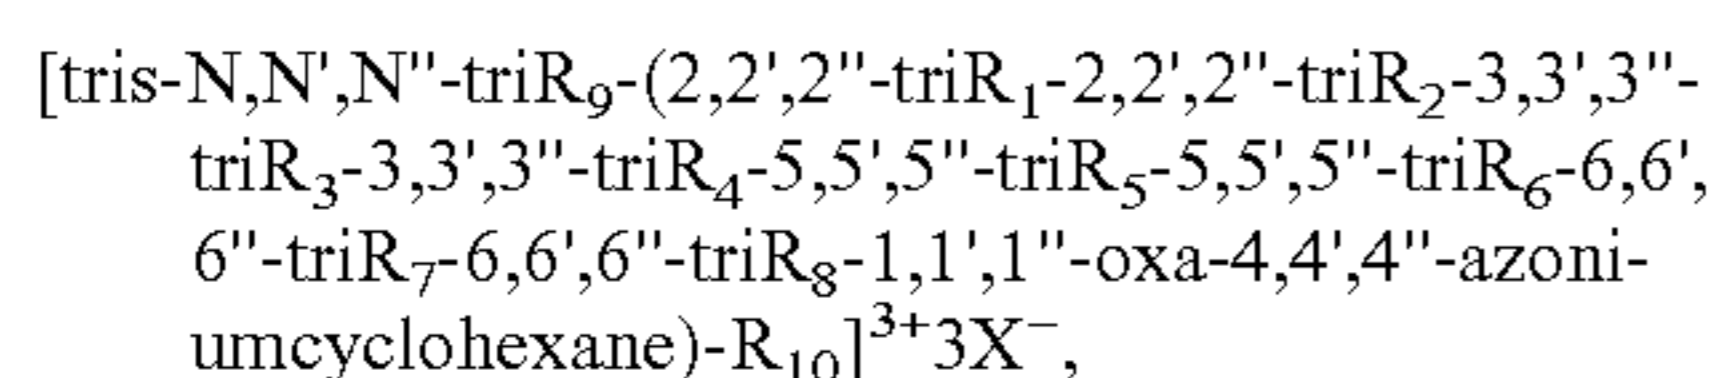 [tris-N,N',N"-triR₉-(2,2',2"-triR₁-2,2',2"-triR₂-3,3',3"-
triR₃-3,3',3"-triR₄-5,5',5"-triR₅-5,5',5"-triR₆-6,6',
6"-triR₇-6,6',6"-triR₈-1,1',1"-oxa-4,4',4"-azoni-
umcyclohexane)-R₁₀]³⁺3X⁻,